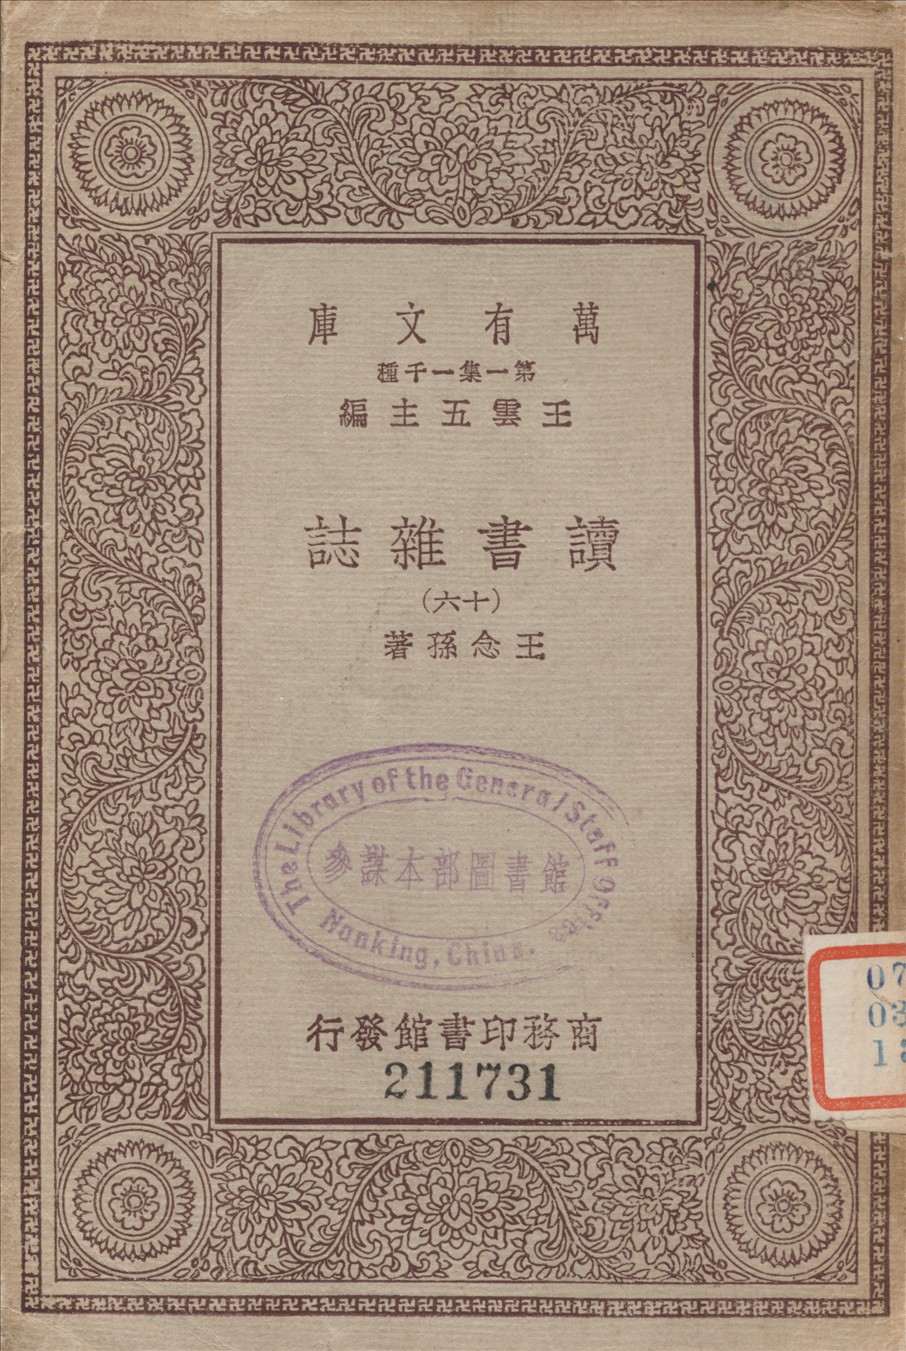 萬有文庫
第一集一千種
王雲五主編
讀書雜誌
(十六)
王念孫著
The Library of the General Staff Office
參謀本部圖書館
Nanking, China.
商務印書館發行
211731
07
03